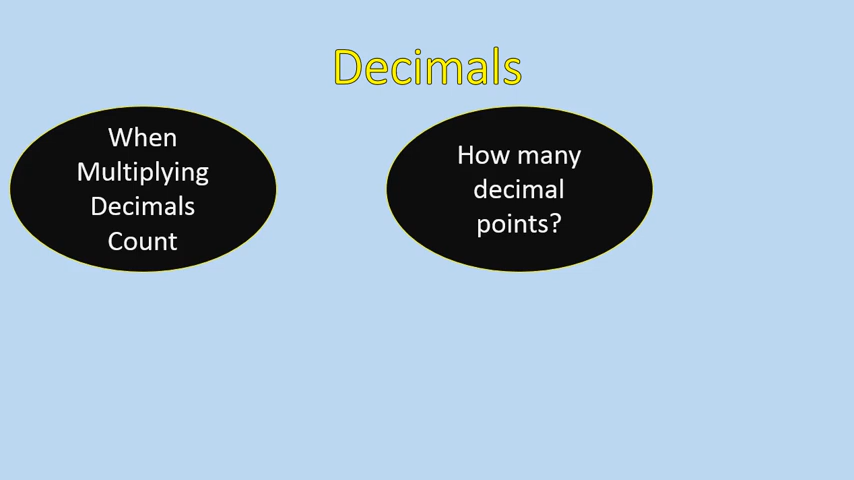 Decimals
When
Multiplying
Decimals
Count
How many
decimal
points?